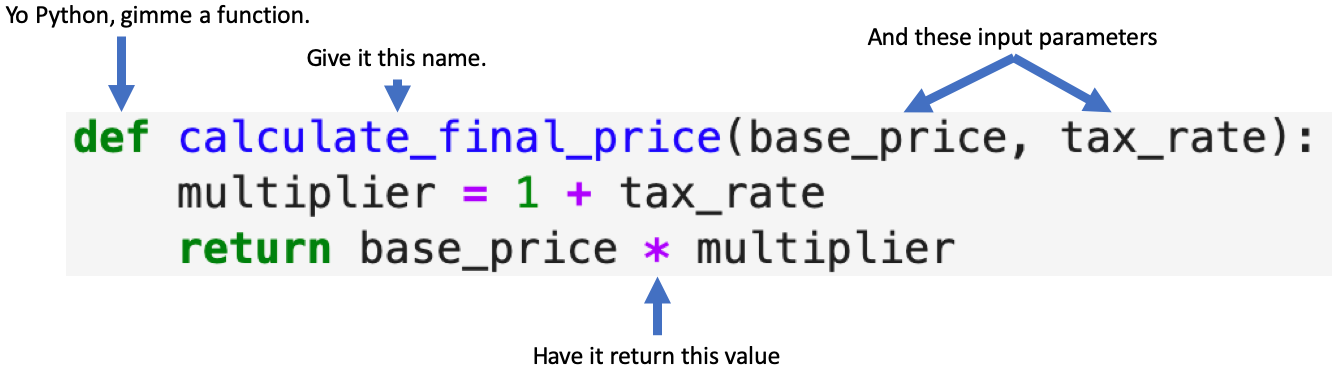 Yo Python, gimme a function.
Give it this name.
And these input parameters
def calculate_final_price(base_price, tax_rate):
    multiplier = 1 + tax_rate
    return base_price * multiplier
Have it return this value